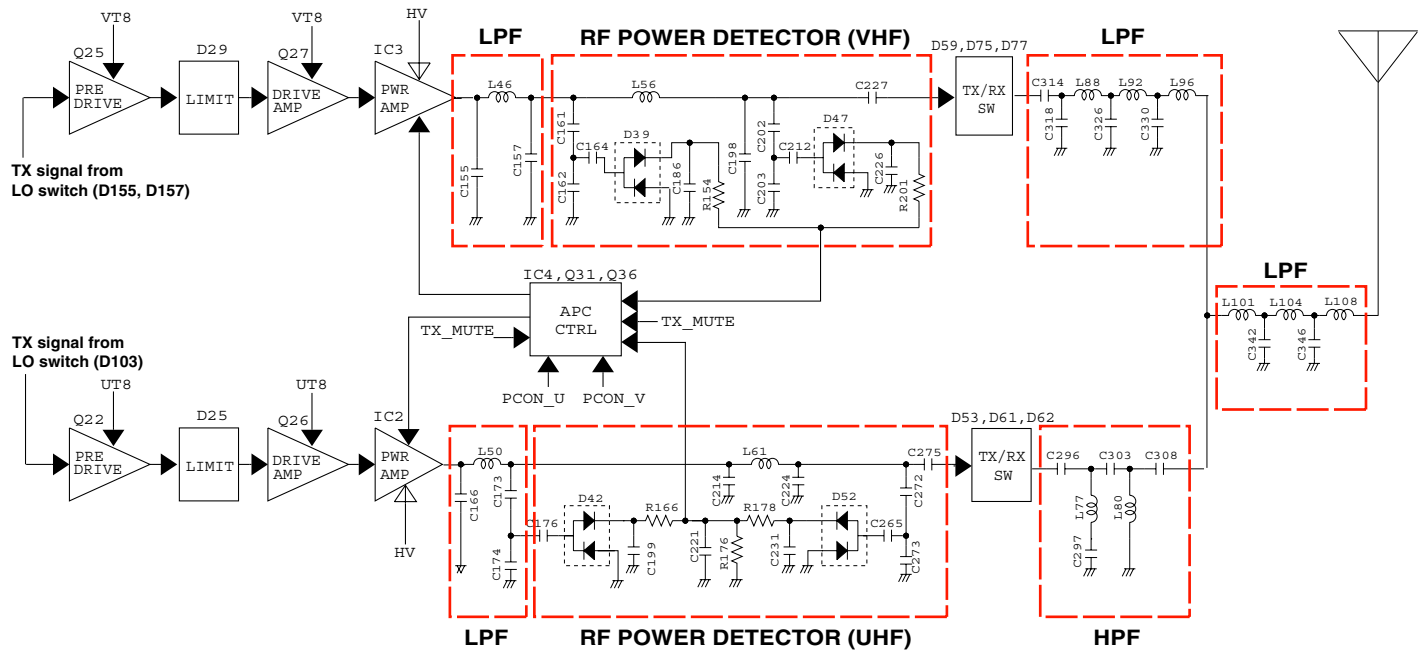 VT8
HV
Q25
D29
Q27
IC3
LPF
RF POWER DETECTOR (VHF)
D59,D75,D77
LPF
PRE
DRIVE
LIMIT
DRIVE
AMP
PWR
AMP
L46
L56
C227
TX/RX
SW
C314
L88
L92
L96
C155
C157
C161
C164
C162
D39
C186
R154
C198
C202
C212
C203
D47
C226
R201
C318
C326
C330
TX signal from
LO switch (D155, D157)
IC4,Q31,Q36
APC
CTRL
TX_MUTE
TX_MUTE
PCON_U
PCON_V
LPF
L101
L104
L108
C342
C346
TX signal from
LO switch (D103)
UT8
UT8
Q22
D25
Q26
IC2
PRE
DRIVE
LIMIT
DRIVE
AMP
PWR
AMP
HV
L50
C166
C173
C174
C176
D42
R166
C199
C221
R176
R178
C231
L61
C214
C224
D52
C265
C272
C273
C275
D53,D61,D62
TX/RX
SW
C296
C303
C308
L77
L80
C297
LPF
RF POWER DETECTOR (UHF)
HPF
VT8